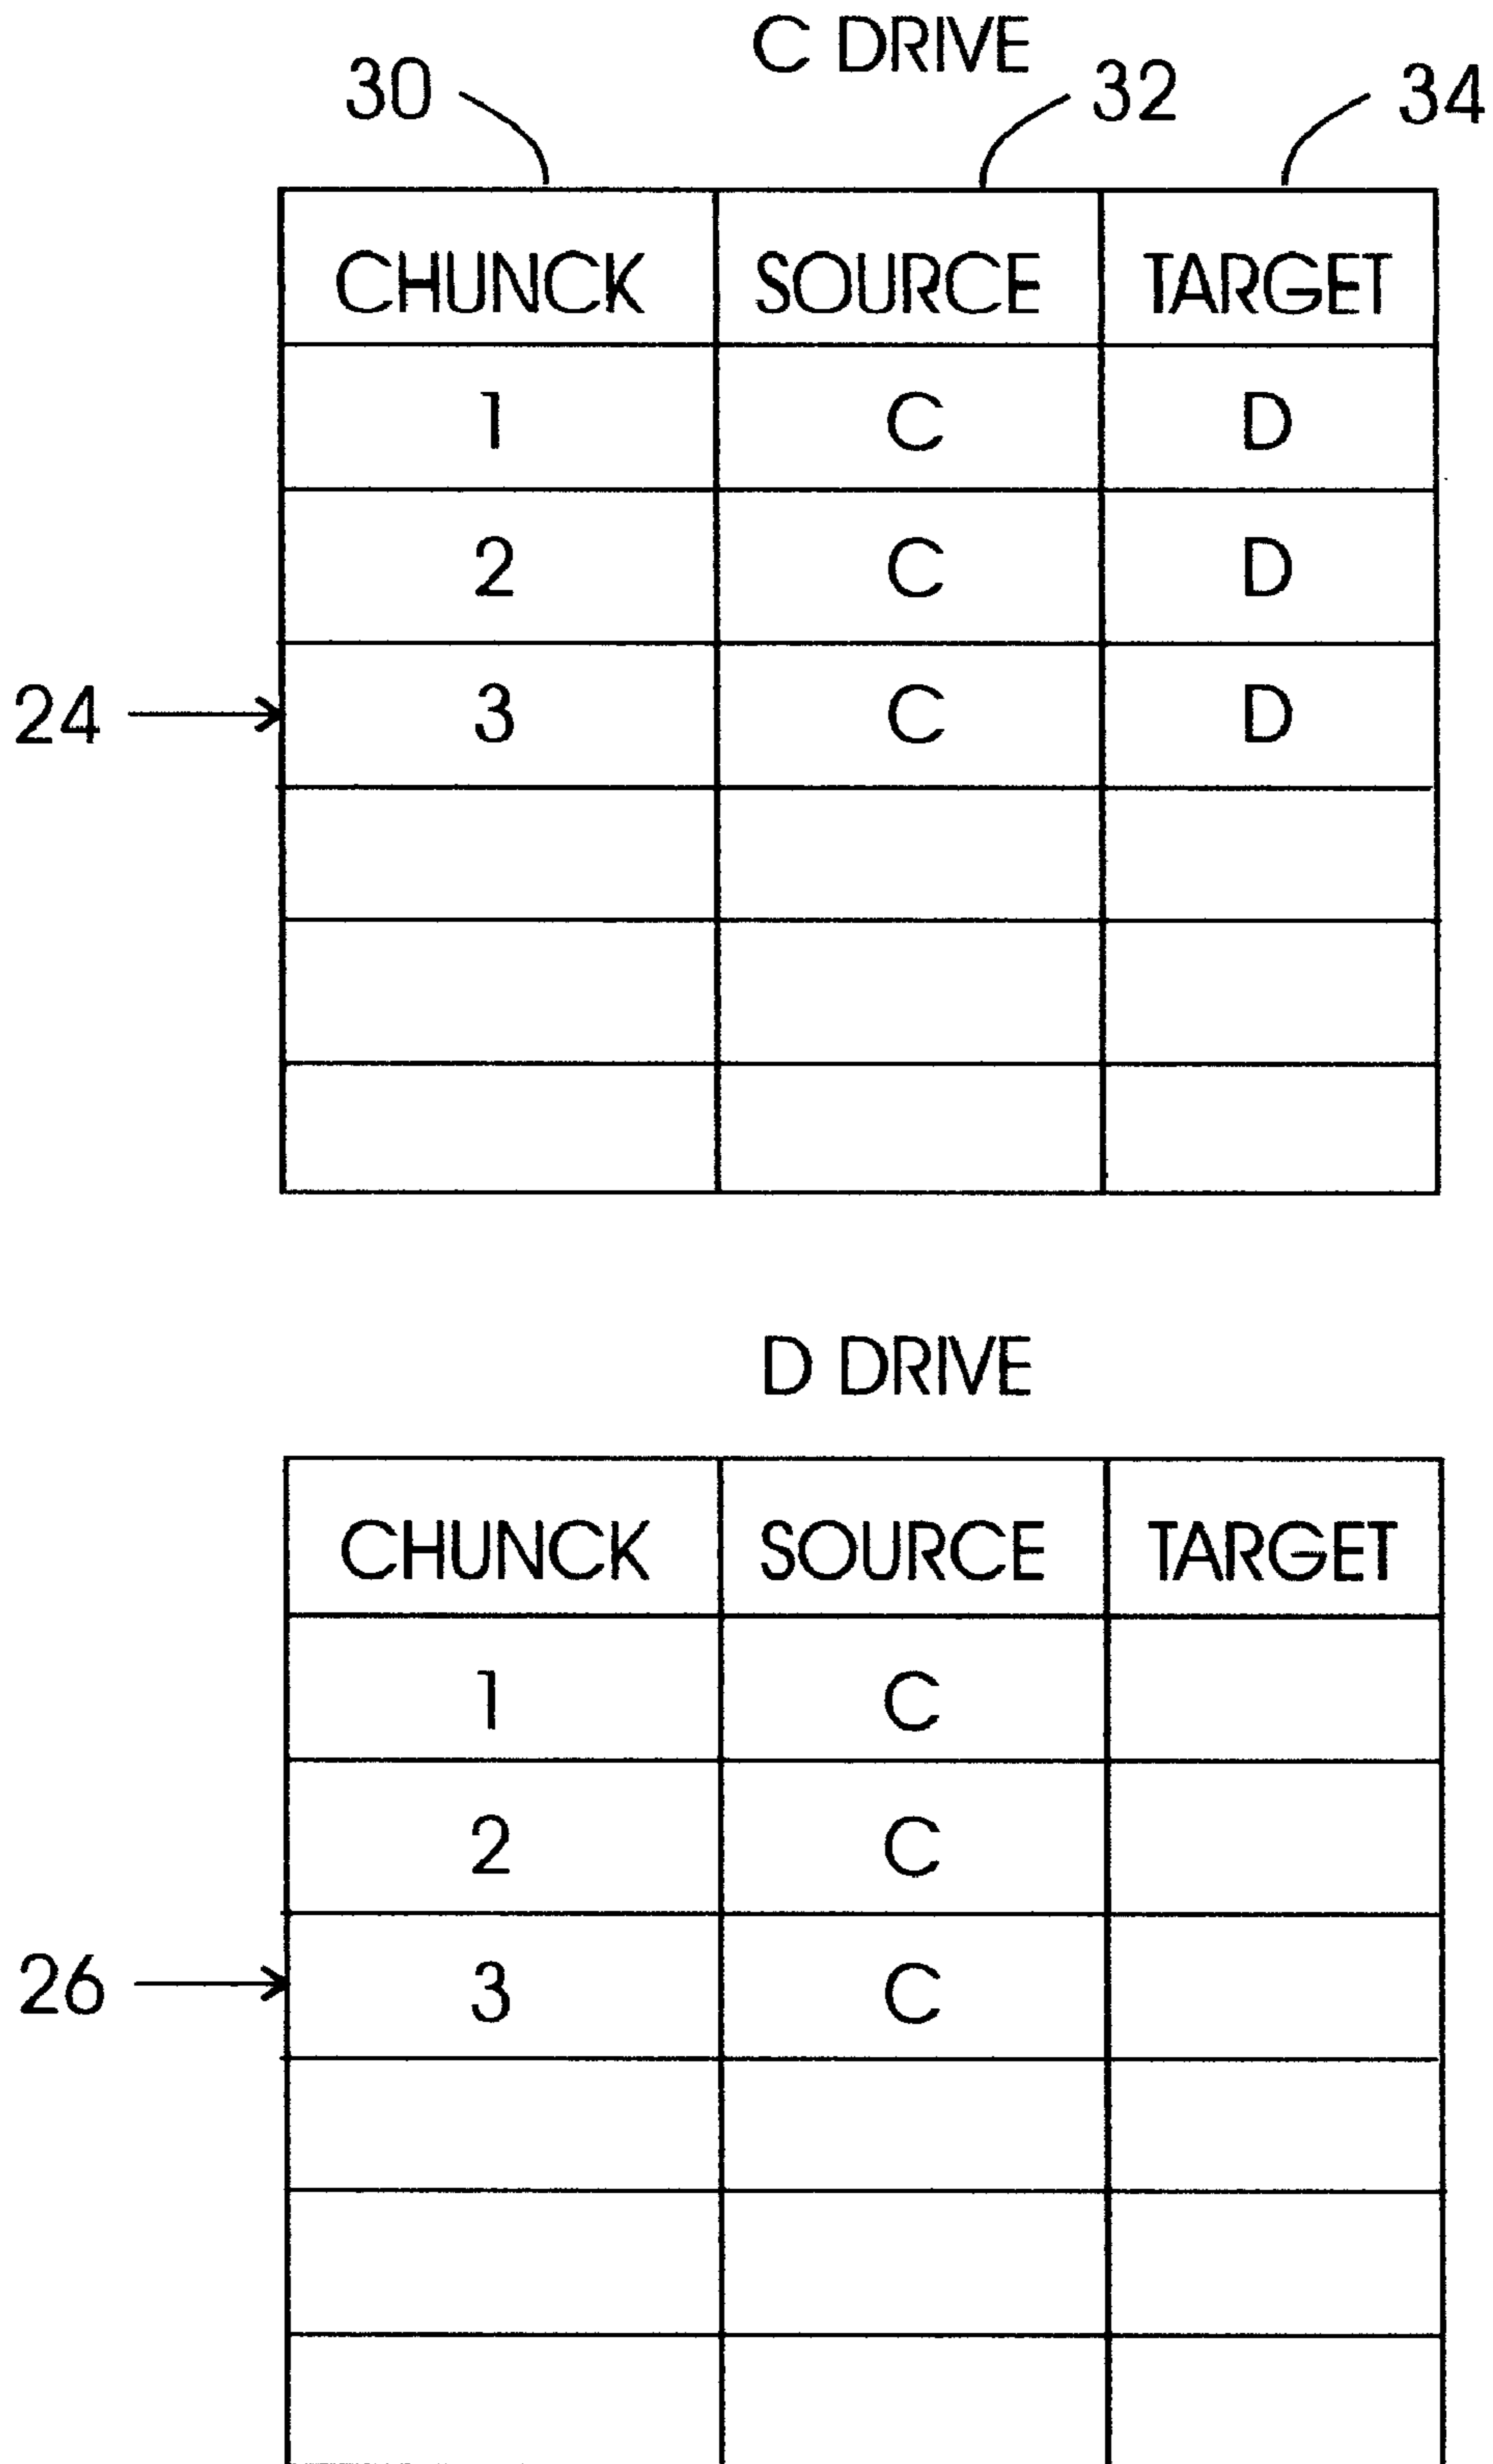 C DRIVE
30 32 34
CHUNCK SOURCE TARGET
1 C D
2 C D
24 3 C D
D DRIVE
CHUNCK SOURCE TARGET
1 C
2 C
26 3 C